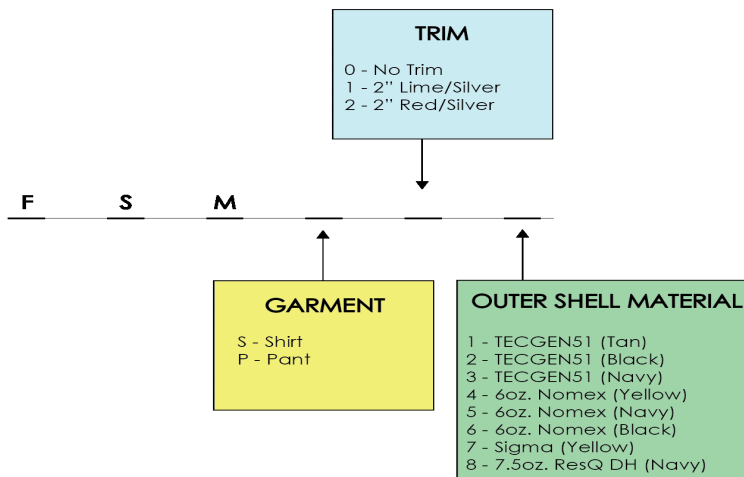 TRIM
0 - No Trim
1 - 2” Lime/Silver
2 - 2” Red/Silver
F S M
GARMENT
S - Shirt
P - Pant
OUTER SHELL MATERIAL
1 - TECGEN51 (Tan)
2 - TECGEN51 (Black)
3 - TECGEN51 (Navy)
4 - 6oz. Nomex (Yellow)
5 - 6oz. Nomex (Navy)
6 - 6oz. Nomex (Black)
7 - Sigma (Yellow)
8 - 7.5oz. ResQ DH (Navy)